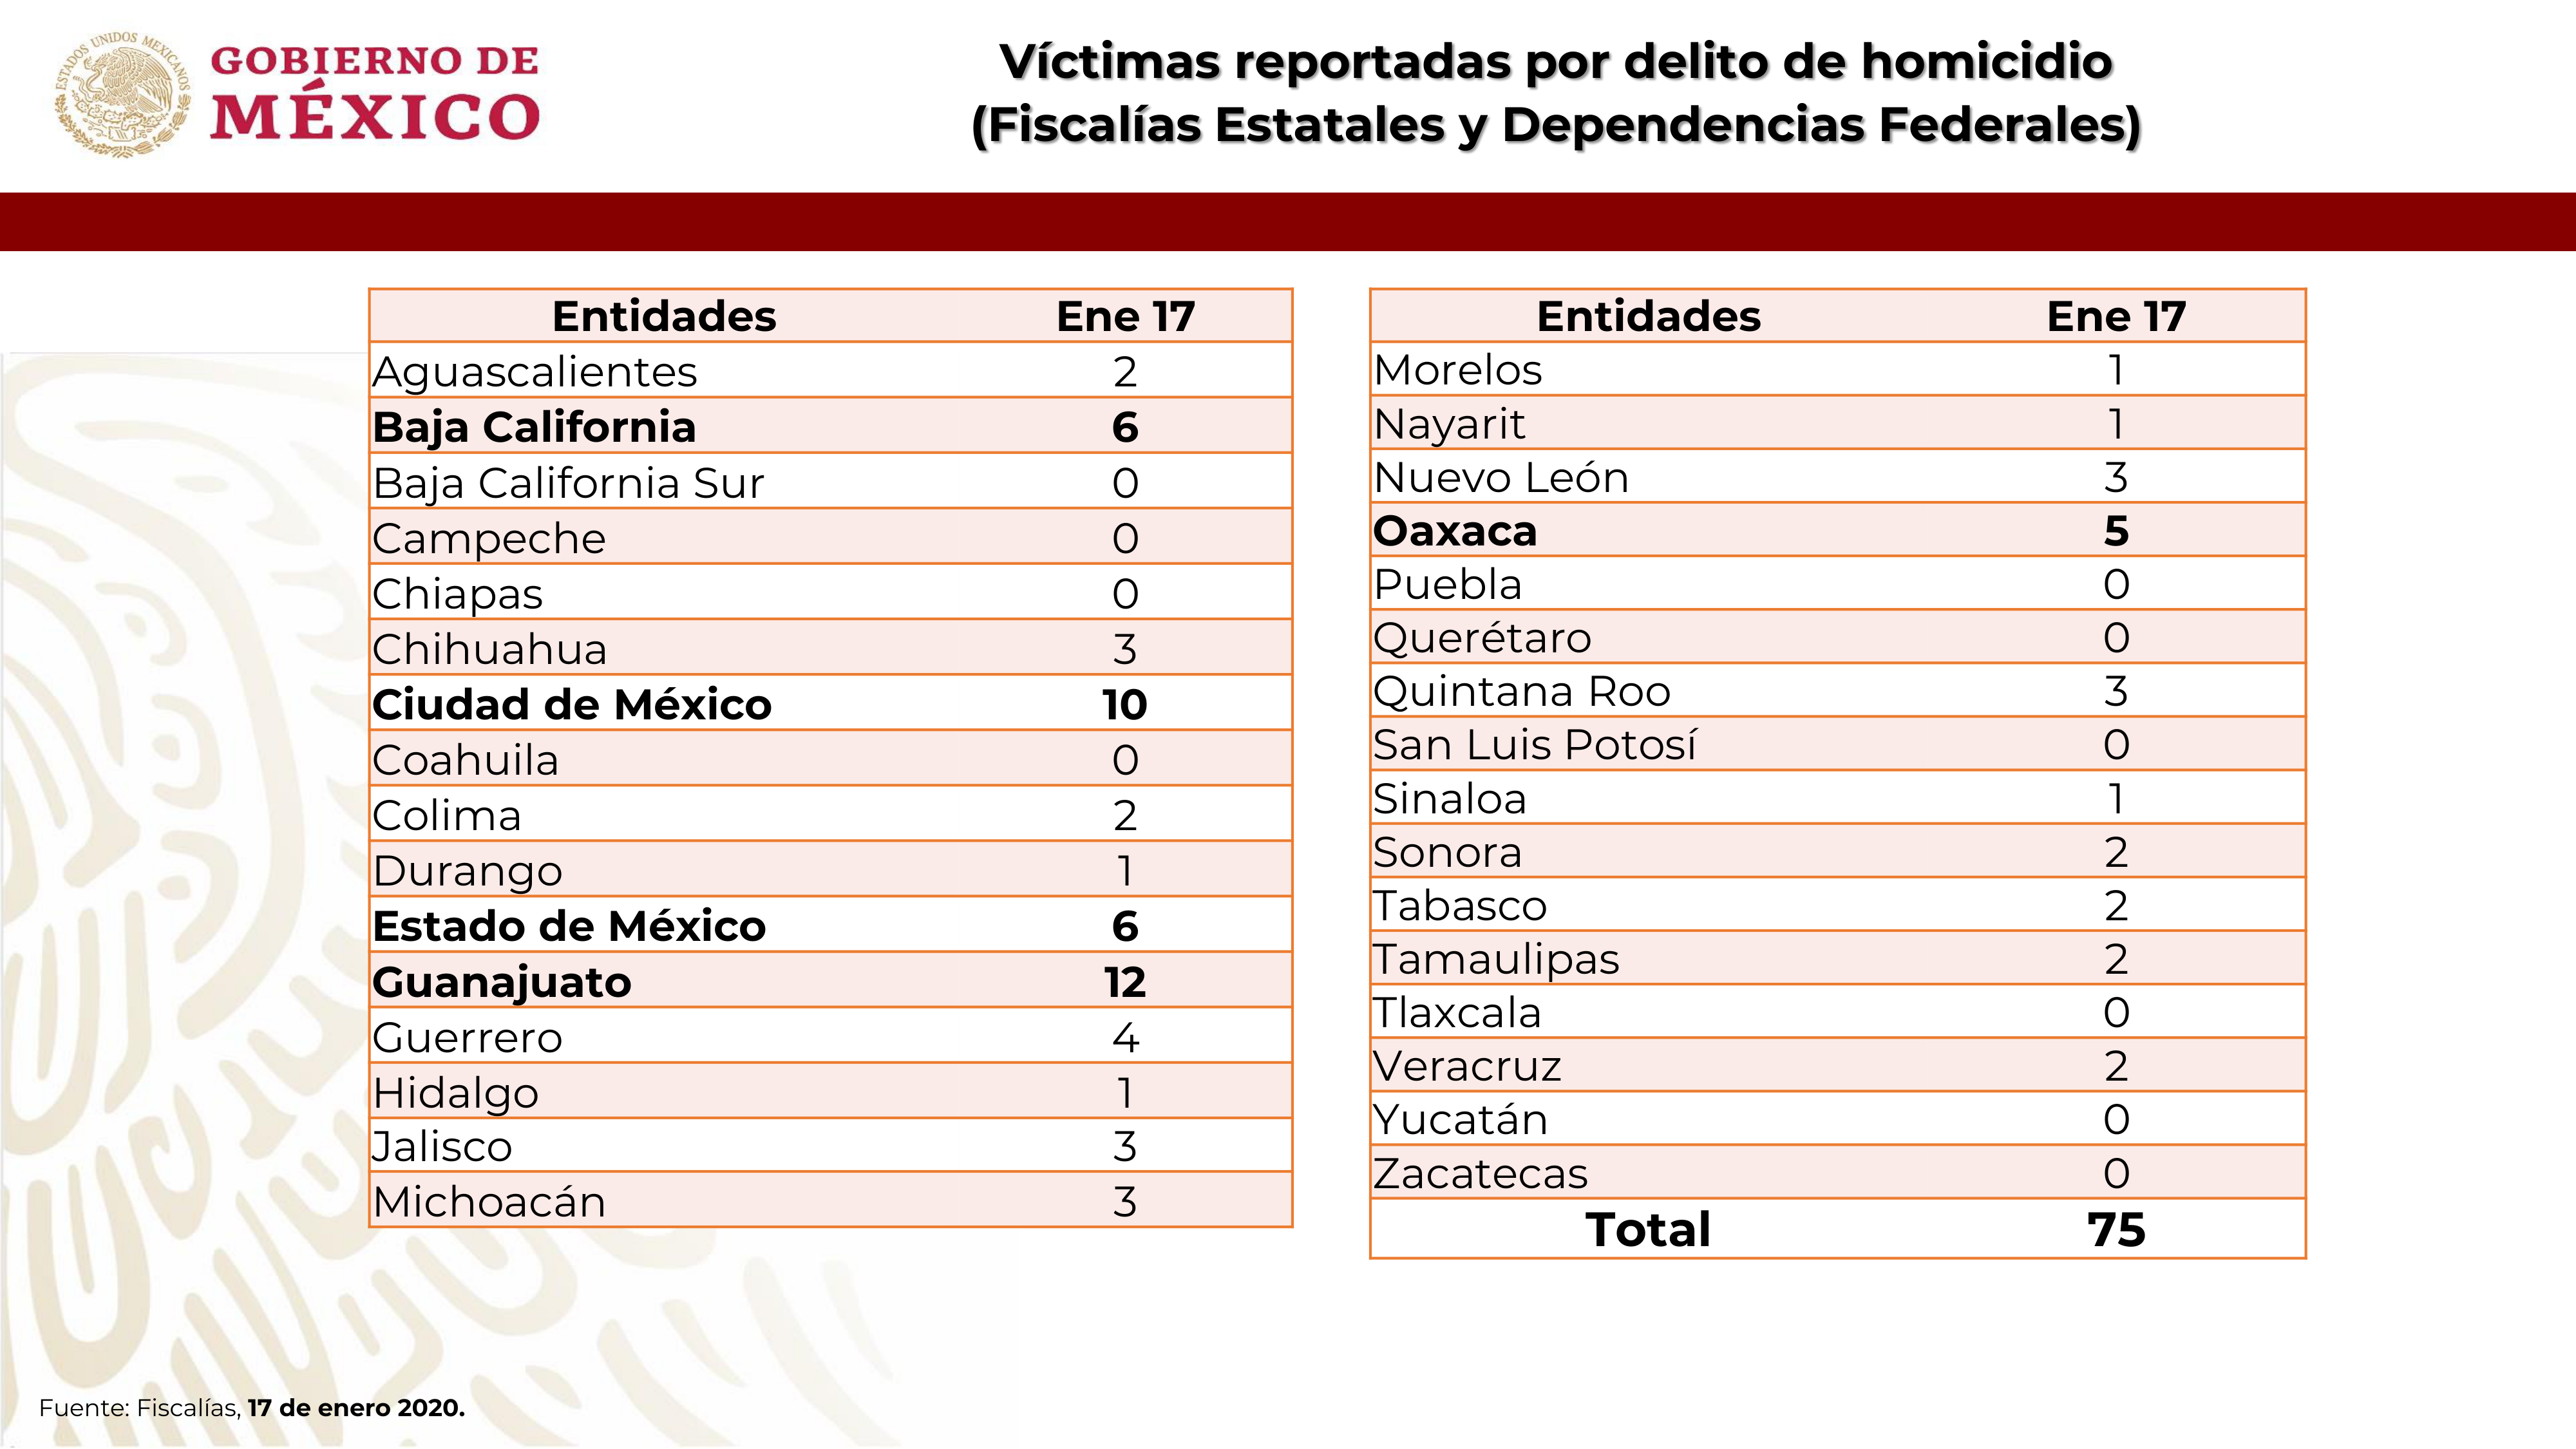 ESTADOS UNIDOS MEXICANOS
GOBIERNO DE
MÉXICO
Víctimas reportadas por delito de homicidio
(Fiscalías Estatales y Dependencias Federales)
Entidades Ene 17
Aguascalientes 2
Baja California 6
Baja California Sur 0
Campeche 0
Chiapas 0
Chihuahua 3
Ciudad de México 10
Coahuila 0
Colima 2
Durango 1
Estado de México 6
Guanajuato 12
Guerrero 4
Hidalgo 1
Jalisco 3
Michoacán 3
Entidades Ene 17
Morelos 1
Nayarit 1
Nuevo León 3
Oaxaca 5
Puebla 0
Querétaro 0
Quintana Roo 3
San Luis Potosí 0
Sinaloa 1
Sonora 2
Tabasco 2
Tamaulipas 2
Tlaxcala 0
Veracruz 2
Yucatán 0
Zacatecas 0
Total 75
Fuente: Fiscalías, 17 de enero 2020.